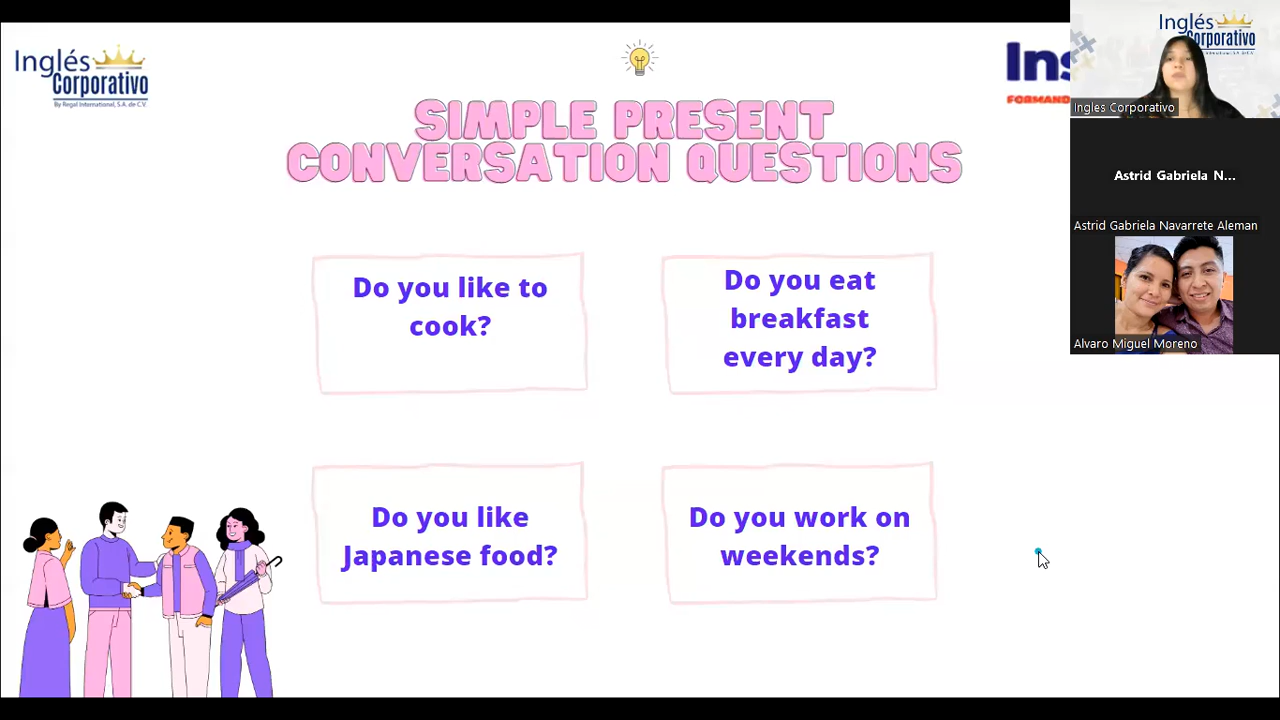 Inglés
Corporativo
By Regal International, S.A. de C.V.
SIMPLE PRESENT
CONVERSATION QUESTIONS
Do you like to
cook?
Do you eat
breakfast
every day?
Do you like
Japanese food?
Do you work on
weekends?
Ins
FORMAND
Inglés
Corporativo
Ingles Corporativo
Astrid Gabriela N...
Astrid Gabriela Navarrete Aleman
Alvaro Miguel Moreno